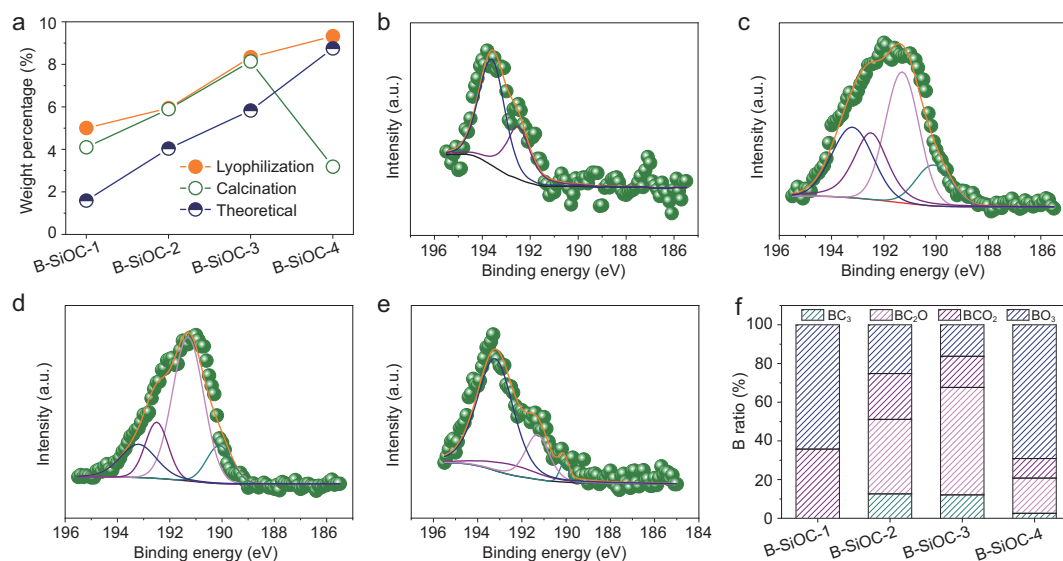 a
Weight percentage (%)
10
8
6
4
2
0
Lyophilization
Calcination
Theoretical
B-SiOC-1
B-SiOC-2
B-SiOC-3
B-SiOC-4
b
Intensity (a.u.)
196 194 192 190 188 186
Binding energy (eV)
c
Intensity (a.u.)
196 194 192 190 188 186
Binding energy (eV)
d
Intensity (a.u.)
196 194 192 190 188 186
Binding energy (eV)
e
Intensity (a.u.)
196 194 192 190 188 186 184
Binding energy (eV)
f
BC₃ BC₂O BCO₂ BO₃
B ratio (%)
100
80
60
40
20
0
B-SiOC-1
B-SiOC-2
B-SiOC-3
B-SiOC-4